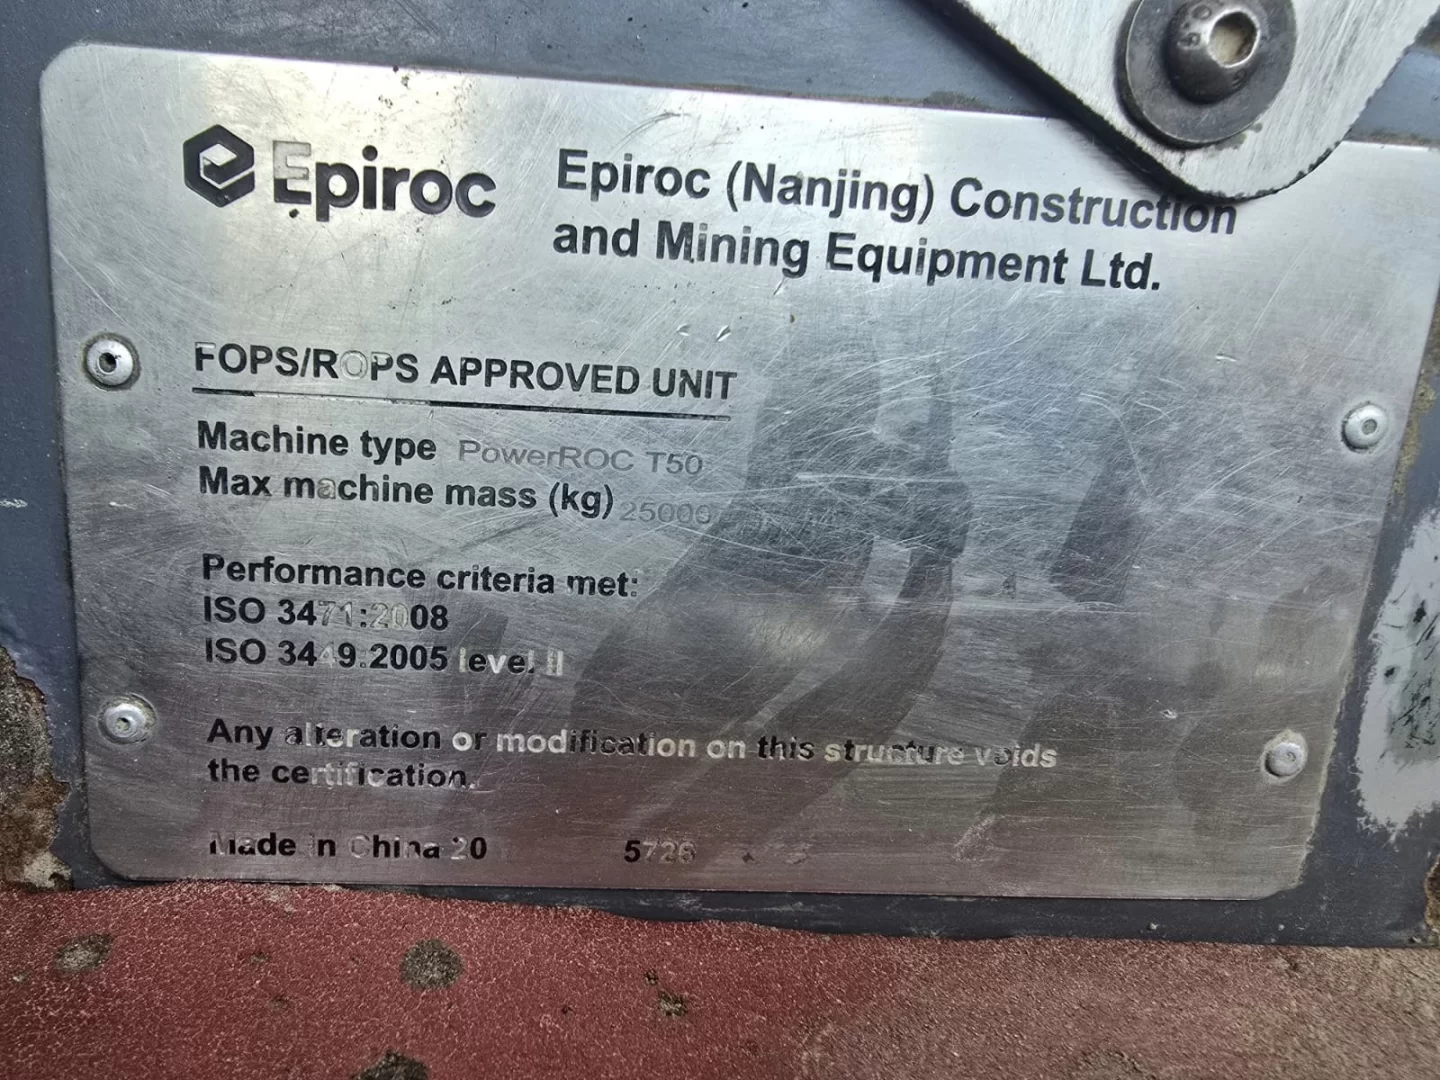 Epiroc
Epiroc (Nanjing) Construction
and Mining Equipment Ltd.
FOPS/ROPS APPROVED UNIT
Machine type PowerROC T50
Max machine mass (kg) 25000
Performance criteria met:
ISO 3471:2008
ISO 3449:2005 level II
Any alteration or modification on this structure voids
the certification.
Made in China 20